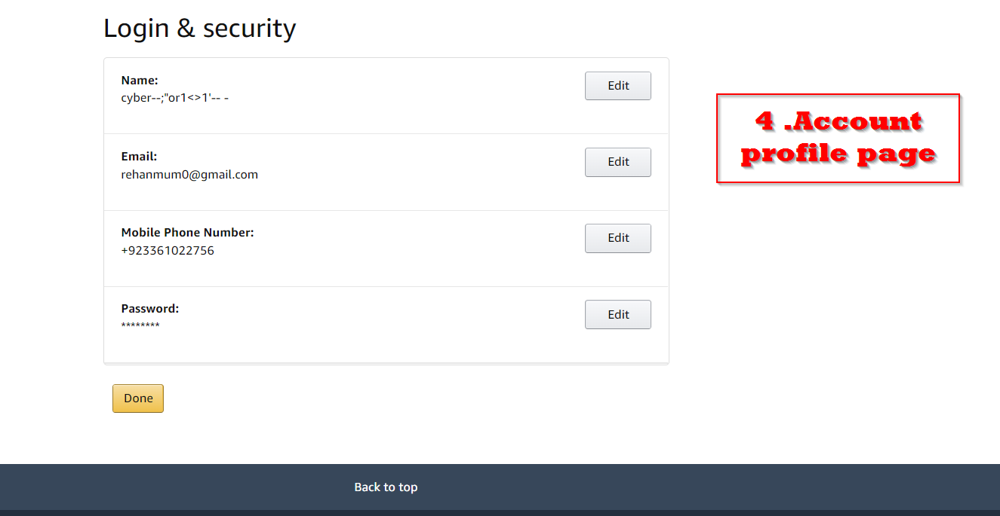 Login & security
Name:
cyber--;"or1<>1'-- -
Edit
Email:
rehanmum0@gmail.com
Edit
Mobile Phone Number:
+923361022756
Edit
Password:
********
Edit
Done
4 .Account
profile page
Back to top